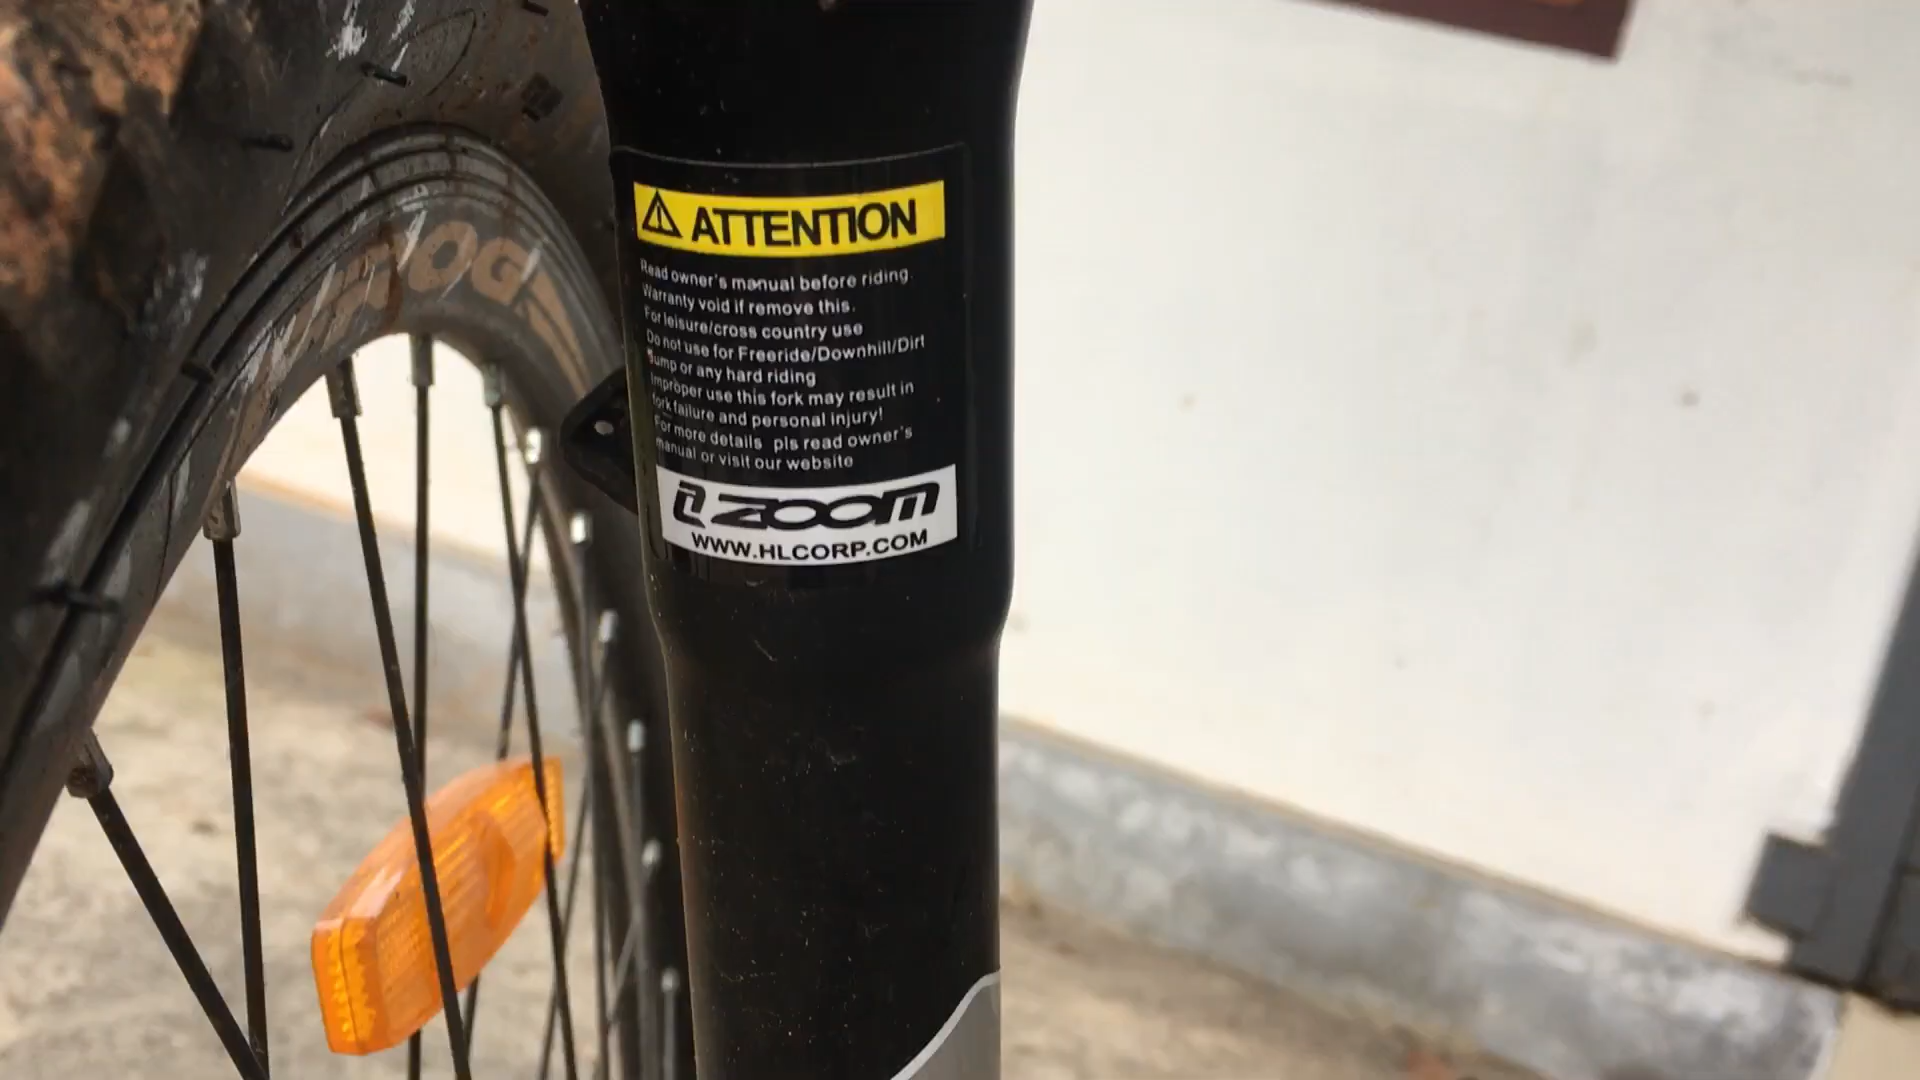 ATTENTION
Read owner's manual before riding.
Warranty void if remove this.
For leisure/cross country use
Do not use for Freeride/Downhill/Dirt
Jump or any hard riding
Improper use this fork may result in
fork failure and personal injury!
For more details pls read owner's
manual or visit our website
ZOOM
WWW.HLCORP.COM